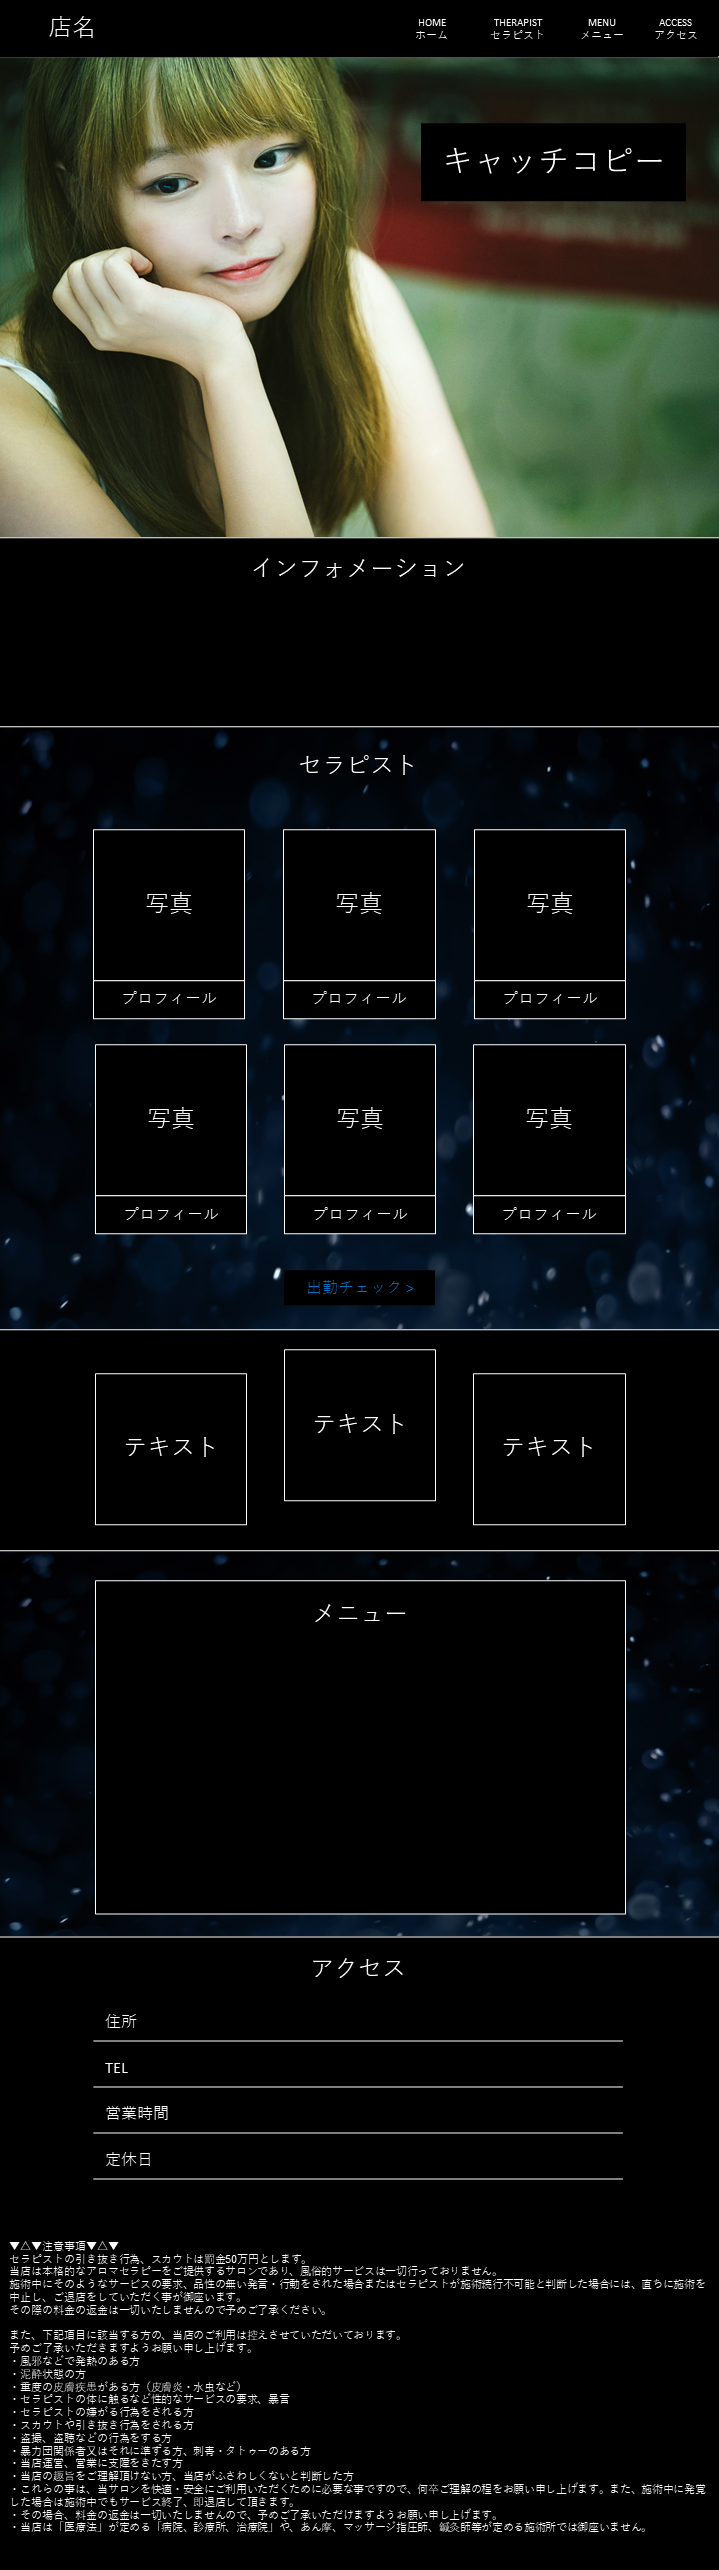 店名
HOME
ホーム
THERAPIST
セラピスト
MENU
メニュー
ACCESS
アクセス
キャッチコピー
インフォメーション
セラピスト
写真
写真
写真
プロフィール
プロフィール
プロフィール
写真
写真
写真
プロフィール
プロフィール
プロフィール
出勤チェック >
テキスト
テキスト
テキスト
メニュー
アクセス
住所
TEL
営業時間
定休日
▼△▼注意事項▼△▼
セラピストの引き抜き行為、スカウトは罰金50万円とします。
当店は本格的なアロマセラピーをご提供するサロンであり、風俗的サービスは一切行っておりません。
施術中にそのようなサービスの要求、品性の無い発言・行動をされた場合またはセラピストが施術続行不可能と判断した場合には、直ちに施術を
中止し、ご退店をしていただく事が御座います。
その際の料金の返金は一切いたしませんので予めご了承ください。
また、下記項目に該当する方の、当店のご利用は控えさせていただいております。
予めご了承いただきますようお願い申し上げます。
・風邪などで発熱のある方
・泥酔状態の方
・重度の皮膚疾患がある方（皮膚炎・水虫など）
・セラピストの体に触るなど性的なサービスの要求、暴言
・セラピストの嫌がる行為をされる方
・スカウトや引き抜き行為をされる方
・盗撮、盗聴などの行為をする方
・暴力団関係者又はそれに準ずる方、刺青・タトゥーのある方
・当店運営、営業に支障をきたす方
・当店の趣旨をご理解頂けない方、当店がふさわしくないと判断した方
・これらの事は、当サロンを快適・安全にご利用いただくために必要な事ですので、何卒ご理解の程をお願い申し上げます。また、施術中に発覚
した場合は施術中でもサービス終了、即退店して頂きます。
・その場合、料金の返金は一切いたしませんので、予めご了承いただけますようお願い申し上げます。
・当店は「医療法」が定める「病院、診療所、治療院」や、あん摩、マッサージ指圧師、鍼灸師等が定める施術所では御座いません。